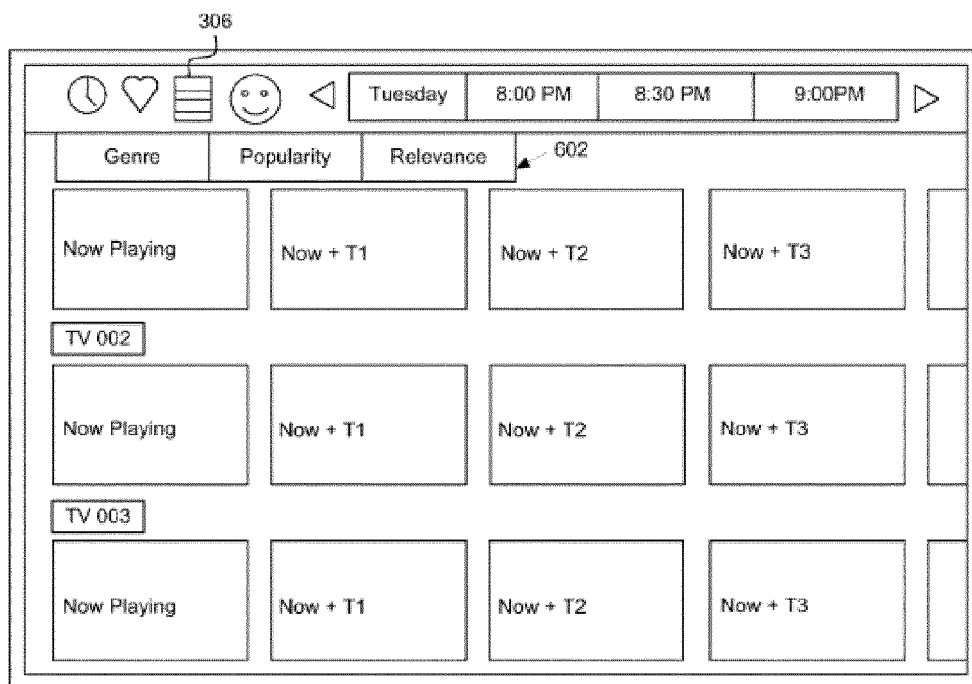 306
Tuesday 8:00 PM 8:30 PM 9:00PM
Genre Popularity Relevance 602
Now Playing Now + T1 Now + T2 Now + T3
TV 002
Now Playing Now + T1 Now + T2 Now + T3
TV 003
Now Playing Now + T1 Now + T2 Now + T3